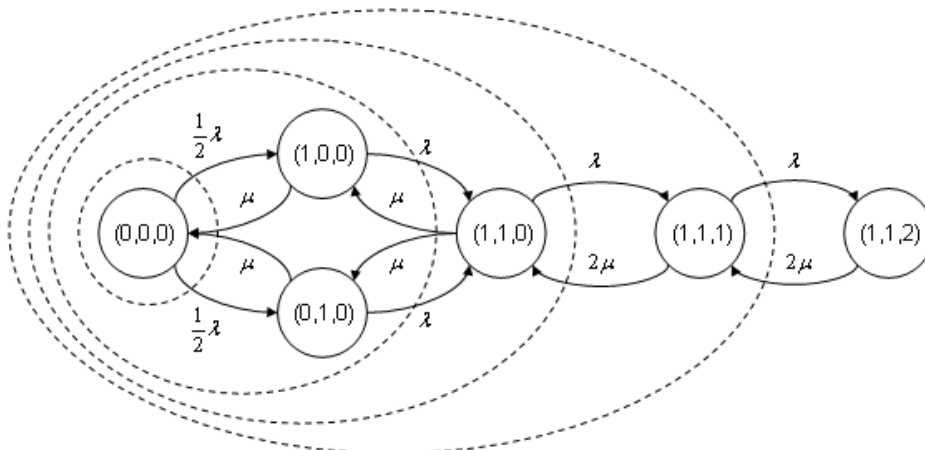 ½λ
(1,0,0)
λ
λ
λ
μ
μ
(0,0,0)
(1,1,0)
(1,1,1)
(1,1,2)
μ
μ
2μ
2μ
(0,1,0)
½λ
λ